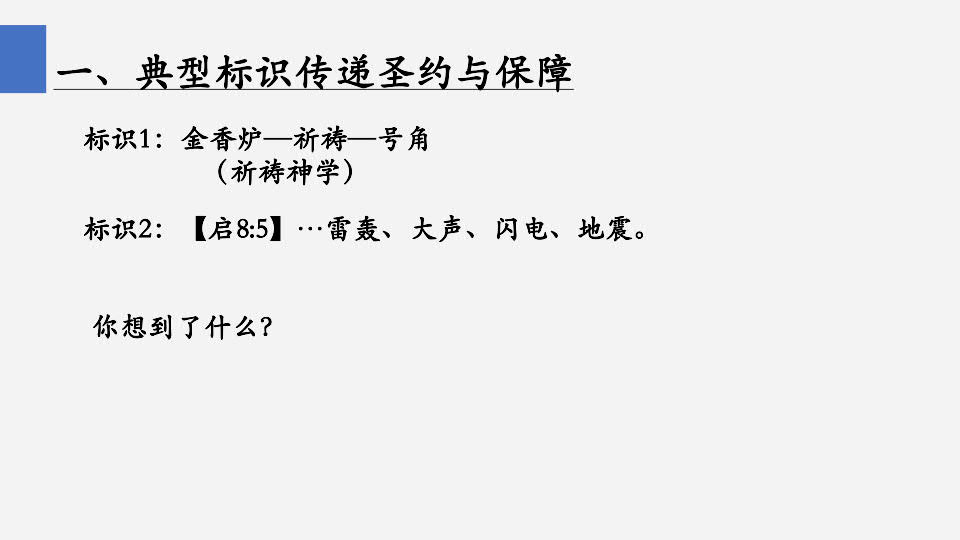 一、典型标识传递圣约与保障
标识1：金香炉—祈祷—号角
（祈祷神学）
标识2：【启8:5】…雷轰、大声、闪电、地震。
你想到了什么?